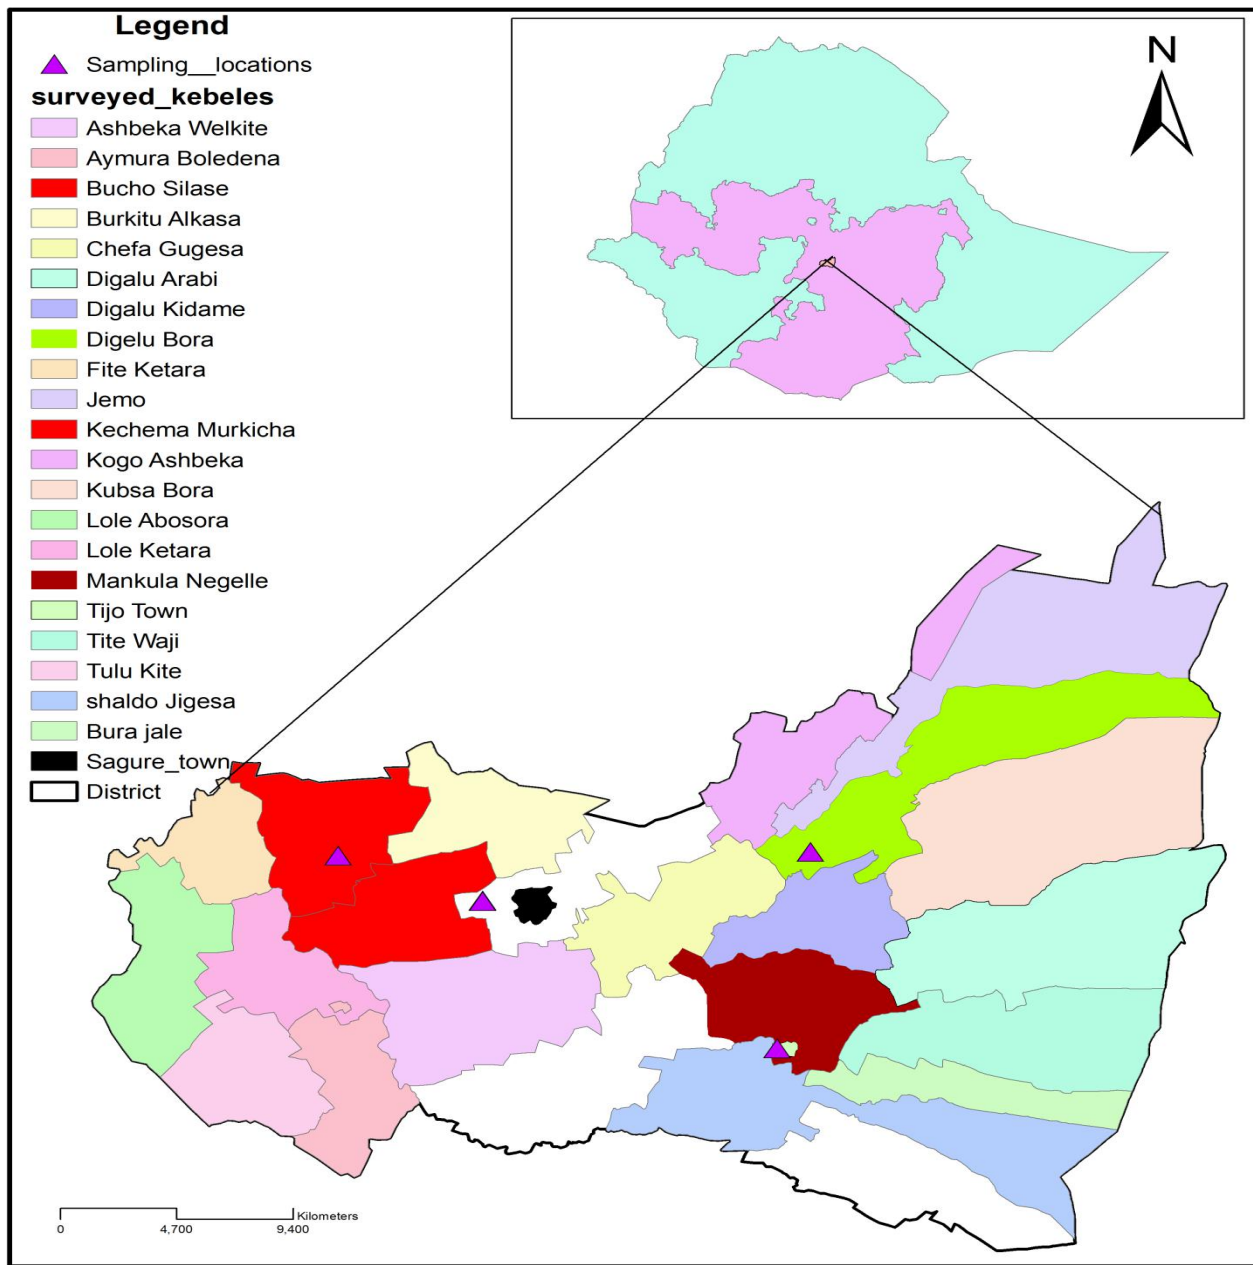 Legend
Sampling__locations
surveyed_kebeles
Ashbeka Welkite
Aymura Boledena
Bucho Silase
Burkitu Alkasa
Chefa Gugesa
Digalu Arabi
Digalu Kidame
Digelu Bora
Fite Ketara
Jemo
Kechema Murkicha
Kogo Ashbeka
Kubsa Bora
Lole Abosora
Lole Ketara
Mankula Negelle
Tijo Town
Tite Waji
Tulu Kite
shaldo Jigesa
Bura jale
Sagure_town
District
N
Kilometers
0 4,700 9,400